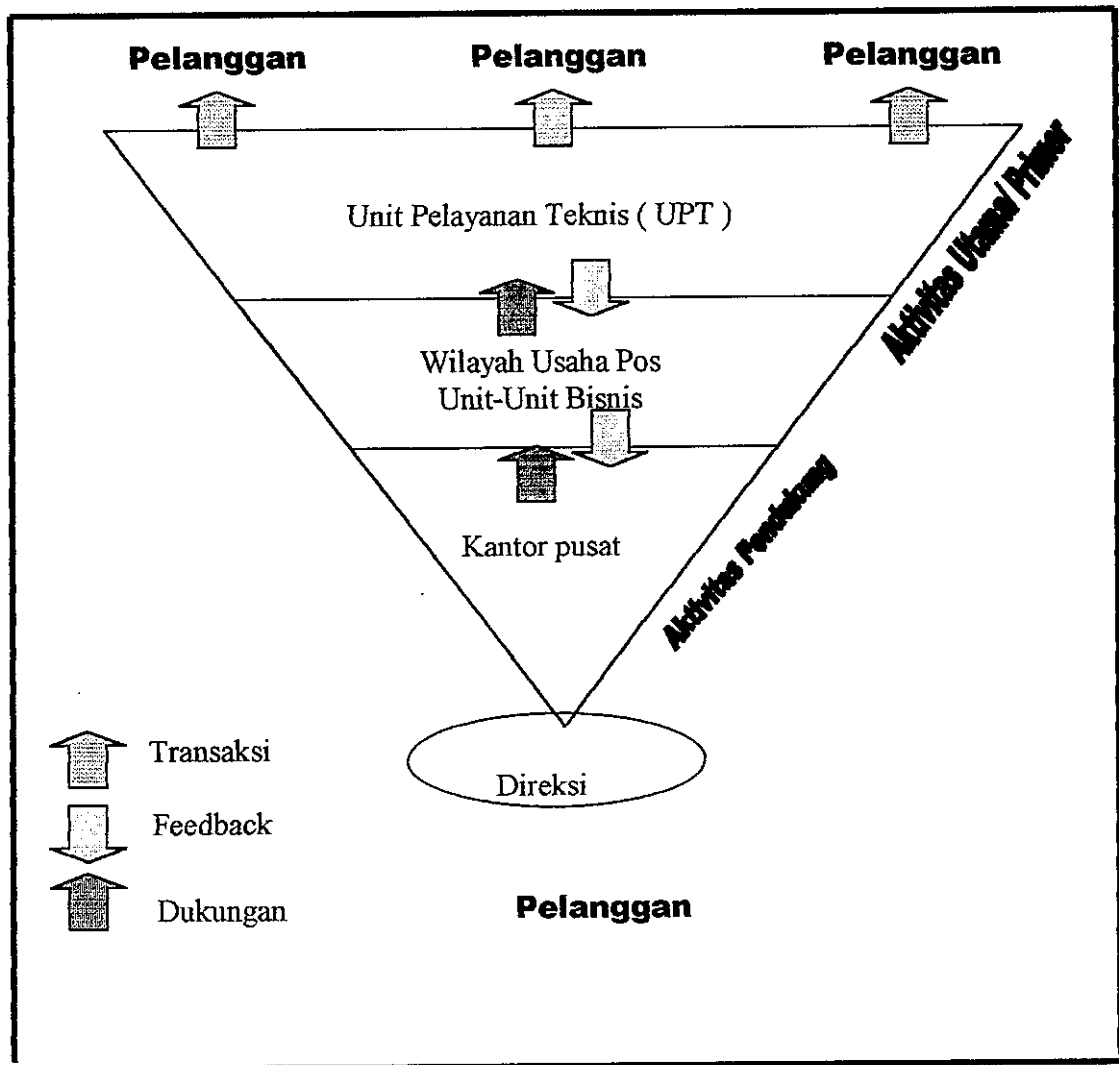 Pelanggan Pelanggan Pelanggan
Unit Pelayanan Teknis ( UPT )
Aktivitas Utama/ Primer
Wilayah Usaha Pos
Unit-Unit Bisnis
Kantor pusat
Aktivitas Pendukung
Direksi
Transaksi
Feedback
Dukungan
Pelanggan